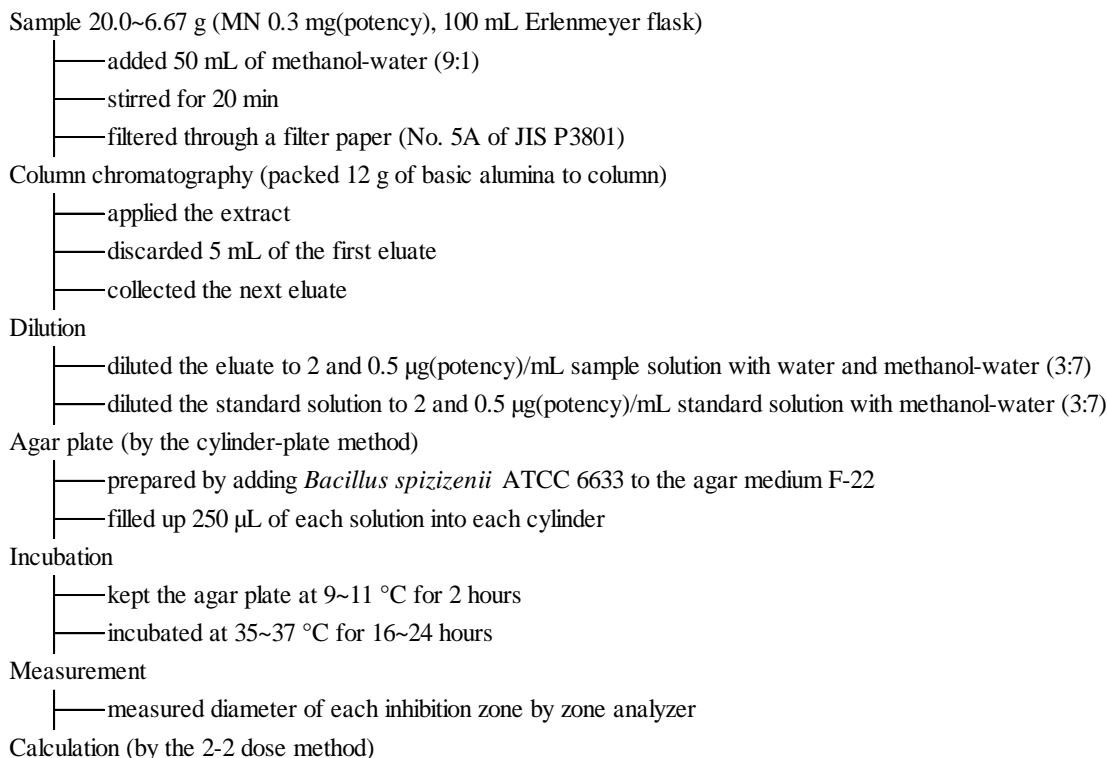 Sample 20.0~6.67 g (MN 0.3 mg(potency), 100 mL Erlenmeyer flask)
added 50 mL of methanol-water (9:1)
stirred for 20 min
filtered through a filter paper (No. 5A of JIS P3801)
Column chromatography (packed 12 g of basic alumina to column)
applied the extract
discarded 5 mL of the first eluate
collected the next eluate
Dilution
diluted the eluate to 2 and 0.5 μg(potency)/mL sample solution with water and methanol-water (3:7)
diluted the standard solution to 2 and 0.5 μg(potency)/mL standard solution with methanol-water (3:7)
Agar plate (by the cylinder-plate method)
prepared by adding Bacillus spizizenii ATCC 6633 to the agar medium F-22
filled up 250 μL of each solution into each cylinder
Incubation
kept the agar plate at 9~11 °C for 2 hours
incubated at 35~37 °C for 16~24 hours
Measurement
measured diameter of each inhibition zone by zone analyzer
Calculation (by the 2-2 dose method)